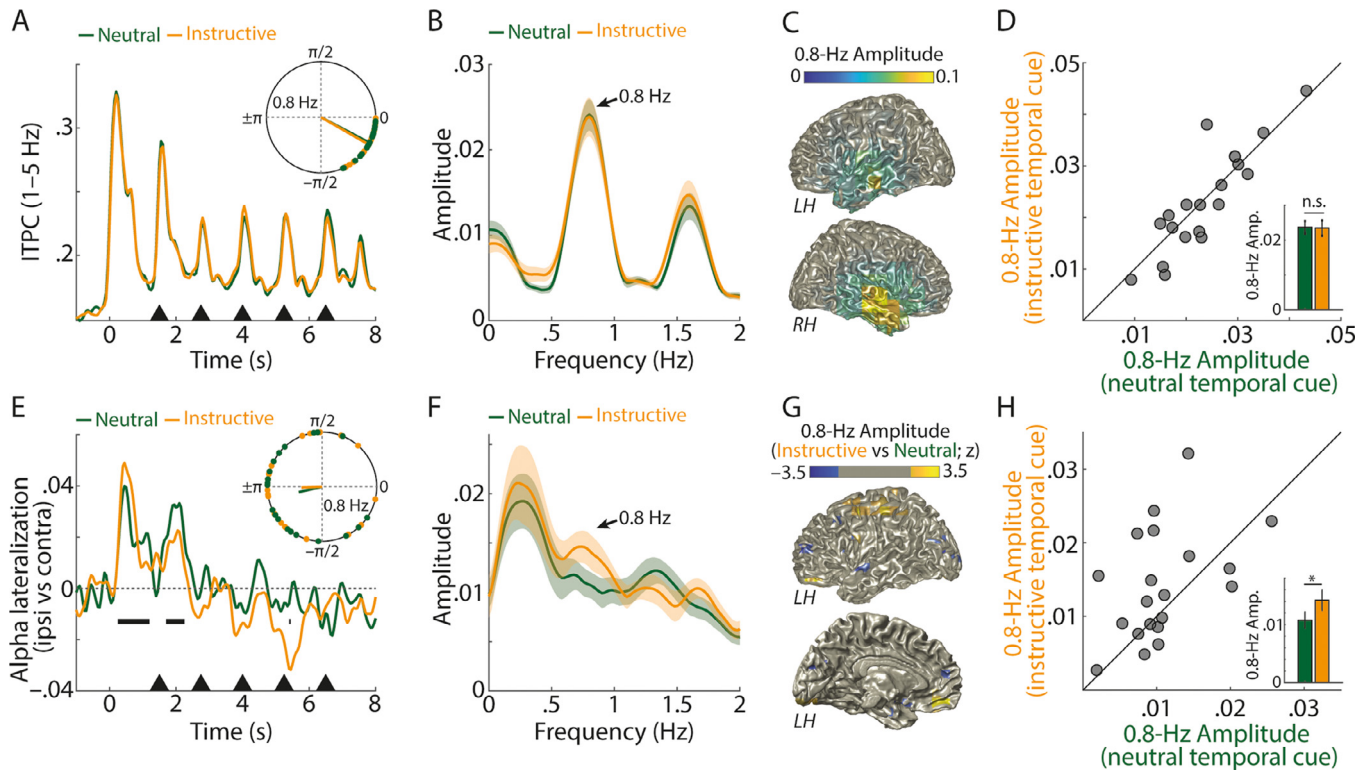 A
Neutral Instructive
ITPC (1–5 Hz)
.3
.2
0 2 4 6 8
Time (s)
π/2
±π
0
−π/2
0.8 Hz
B
Neutral Instructive
Amplitude
.03
.02
.01
0
0 .5 1 1.5 2
Frequency (Hz)
0.8 Hz
C
0.8-Hz Amplitude
0 0.1
LH
RH
D
0.8-Hz Amplitude
(instructive temporal cue)
.05
.03
.01
.01 .03 .05
0.8-Hz Amplitude
(neutral temporal cue)
n.s.
0.8-Hz Amp.
.02
E
Neutral Instructive
Alpha lateralization
(ipsi vs contra)
.04
0
−.04
0 2 4 6 8
Time (s)
π/2
±π
0
−π/2
0.8 Hz
F
Neutral Instructive
Amplitude
.03
.02
.01
0
0 .5 1 1.5 2
Frequency (Hz)
0.8 Hz
G
0.8-Hz Amplitude
(Instructive vs Neutral; z)
−3.5 3.5
LH
LH
H
0.8-Hz Amplitude
(instructive temporal cue)
.03
.02
.01
.01 .02 .03
0.8-Hz Amplitude
(neutral temporal cue)
*
0.8-Hz Amp.
.01